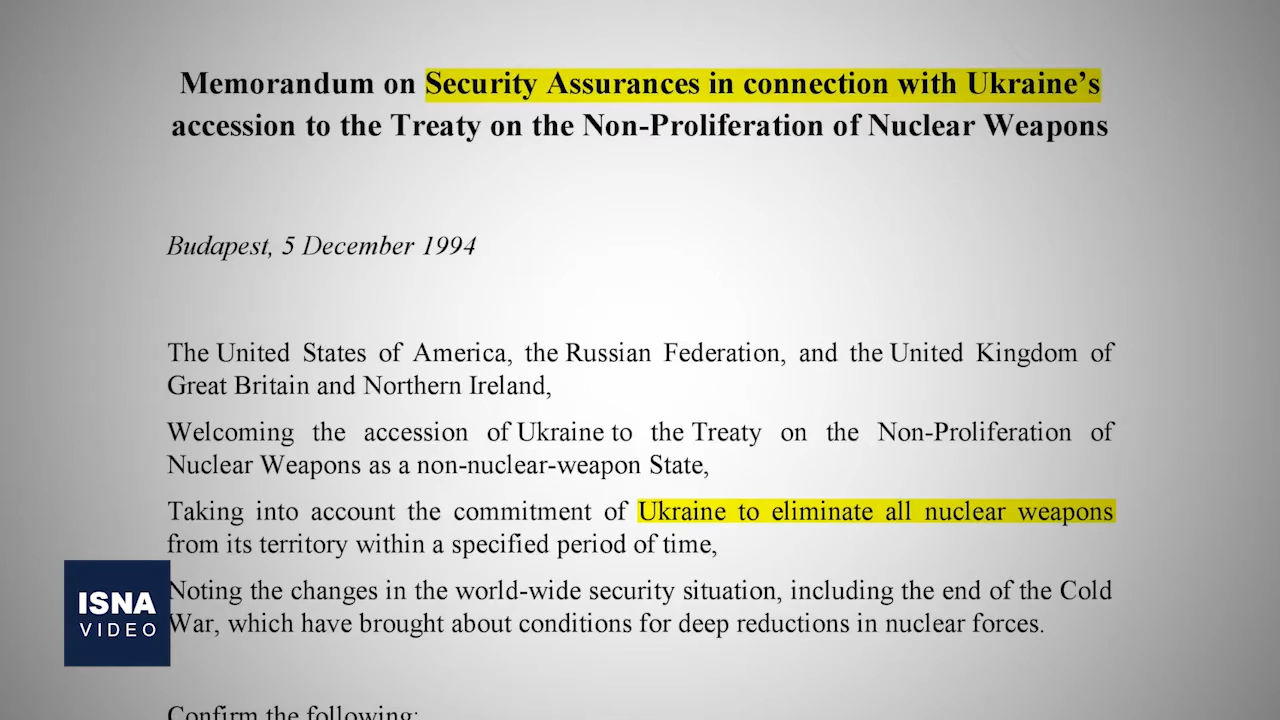 Memorandum on Security Assurances in connection with Ukraine’s
accession to the Treaty on the Non-Proliferation of Nuclear Weapons
Budapest, 5 December 1994
The United States of America, the Russian Federation, and the United Kingdom of
Great Britain and Northern Ireland,
Welcoming the accession of Ukraine to the Treaty on the Non-Proliferation of
Nuclear Weapons as a non-nuclear-weapon State,
Taking into account the commitment of Ukraine to eliminate all nuclear weapons
from its territory within a specified period of time,
Noting the changes in the world-wide security situation, including the end of the Cold
War, which have brought about conditions for deep reductions in nuclear forces.
Confirm the following:
ISNA
VIDEO